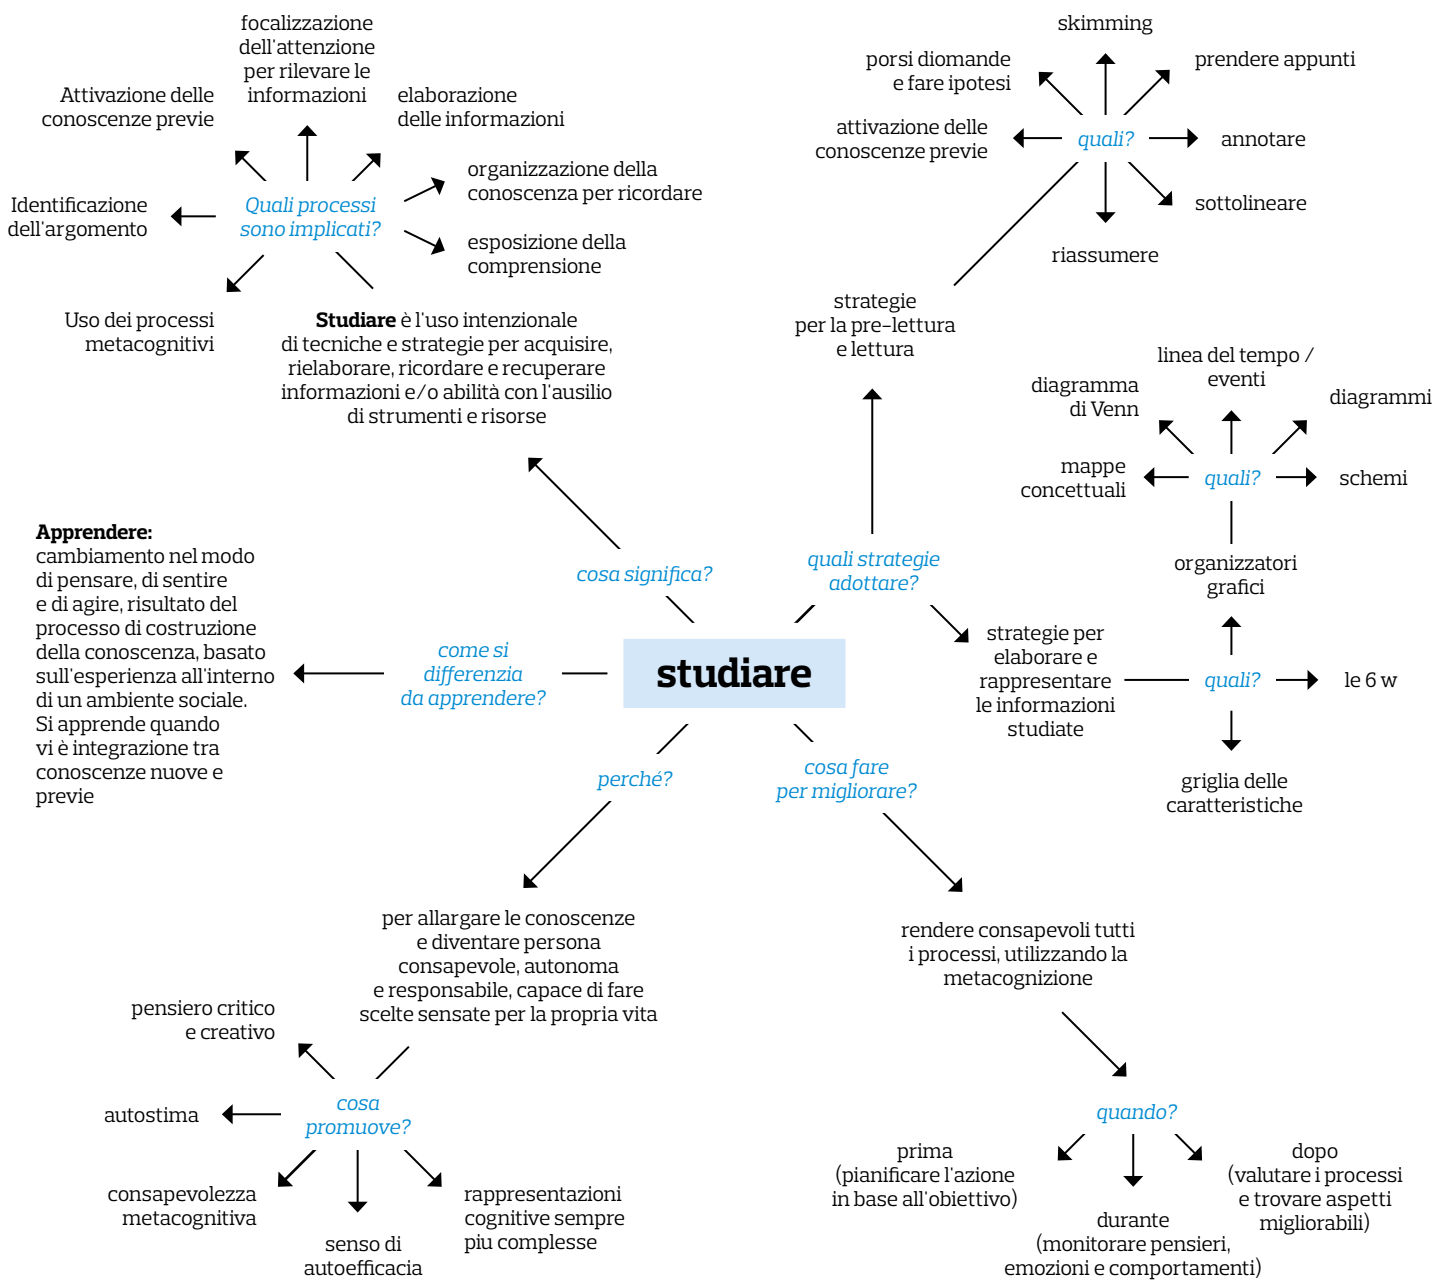 focalizzazione
dell'attenzione
per rilevare le
informazioni
Attivazione delle
conoscenze previe
elaborazione
delle informazioni
organizzazione della
conoscenza per ricordare
Identificazione
dell'argomento
Quali processi
sono implicati?
esposizione della
comprensione
Uso dei processi
metacognitivi
Studiare è l'uso intenzionale
di tecniche e strategie per acquisire,
rielaborare, ricordare e recuperare
informazioni e/o abilità con l'ausilio
di strumenti e risorse
skimming
porsi diomande
e fare ipotesi
prendere appunti
attivazione delle
conoscenze previe
quali?
annotare
sottolineare
riassumere
strategie
per la pre-lettura
e lettura
linea del tempo /
eventi
diagramma
di Venn
diagrammi
mappe
concettuali
quali?
schemi
organizzatori
grafici
cosa significa?
quali strategie
adottare?
Apprendere:
cambiamento nel modo
di pensare, di sentire
e di agire, risultato del
processo di costruzione
della conoscenza, basato
sull'esperienza all'interno
di un ambiente sociale.
Si apprende quando
vi è integrazione tra
conoscenze nuove e
previe
come si
differenzia
da apprendere?
studiare
strategie per
elaborare e
rappresentare
le informazioni
studiate
quali?
le 6 w
griglia delle
caratteristiche
perché?
cosa fare
per migliorare?
per allargare le conoscenze
e diventare persona
consapevole, autonoma
e responsabile, capace di fare
scelte sensate per la propria vita
rendere consapevoli tutti
i processi, utilizzando la
metacognizione
pensiero critico
e creativo
autostima
cosa
promuove?
consapevolezza
metacognitiva
senso di
autoefficacia
rappresentazioni
cognitive sempre
piu complesse
quando?
prima
(pianificare l'azione
in base all'obiettivo)
durante
(monitorare pensieri,
emozioni e comportamenti)
dopo
(valutare i processi
e trovare aspetti
migliorabili)